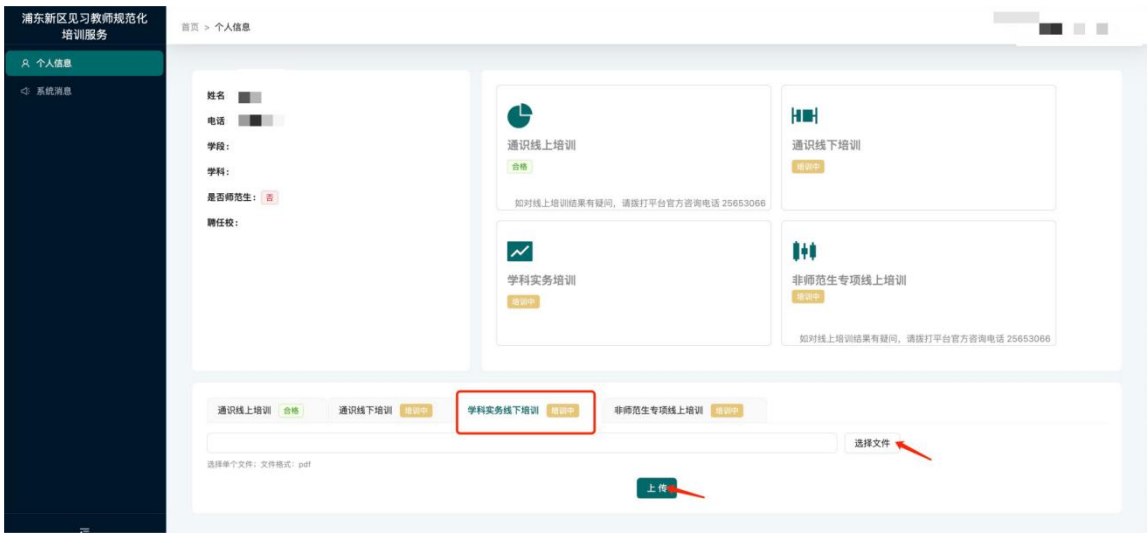 浦东新区见习教师规范化
培训服务
首页 > 个人信息
个人信息
系统消息
姓名
电话
学段：
学科：
是否师范生： 否
聘任校：
通识线上培训
合格
如对线上培训结果有疑问，请拨打平台官方咨询电话 25653066
通识线下培训
培训中
学科实务培训
培训中
非师范生专项线上培训
培训中
如对线上培训结果有疑问，请拨打平台官方咨询电话 25653066
通识线上培训 合格 通识线下培训 培训中 学科实务线下培训 培训中 非师范生专项线上培训 培训中
选择文件
选择单个文件；文件格式：pdf
上传